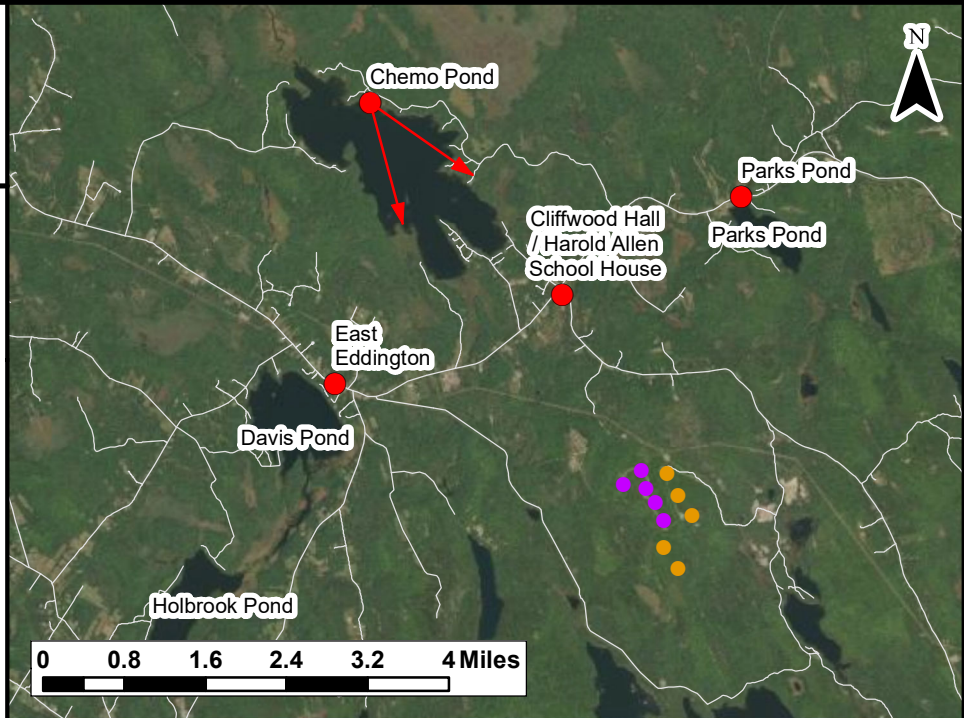 N
Chemo Pond
Parks Pond
Cliffwood Hall
/ Harold Allen
School House
Parks Pond
East
Eddington
Davis Pond
Holbrook Pond
0 0.8 1.6 2.4 3.2 4 Miles